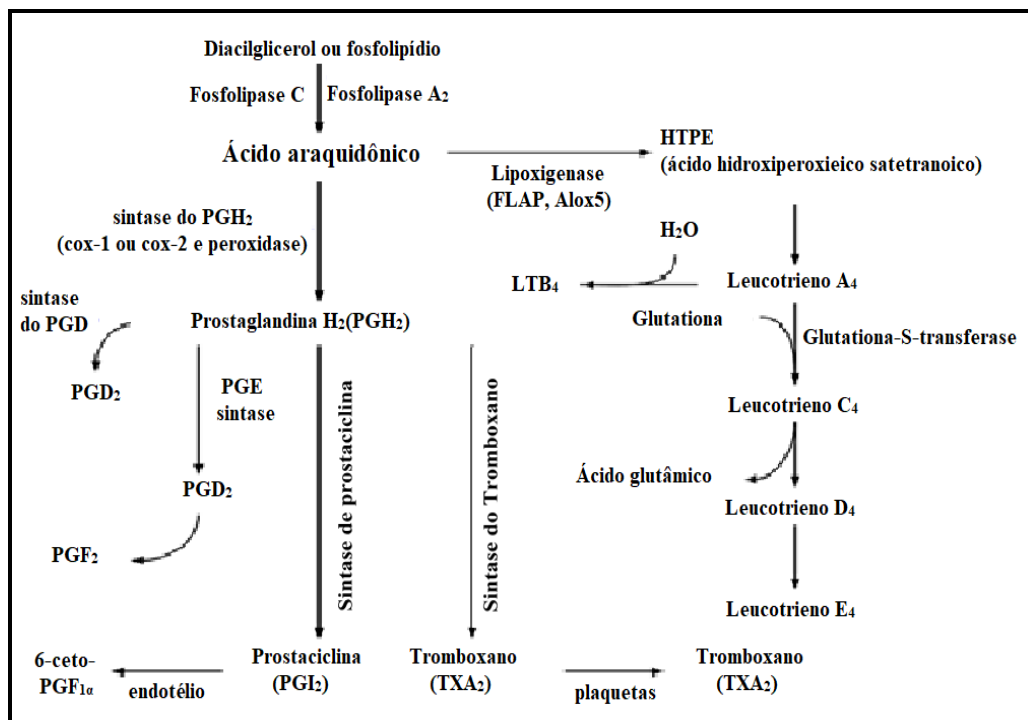 Diacilglicerol ou fosfolipídio
Fosfolipase C
Fosfolipase A₂
Ácido araquidônico
Lipoxigenase
(FLAP, Alox5)
HTPE
(ácido hidroxiperoxieico satetranoico)
sintase do PGH₂
(cox-1 ou cox-2 e peroxidase)
H₂O
LTB₄
Leucotrieno A₄
sintase
do PGD
Prostaglandina H₂(PGH₂)
Glutationa
Glutationa-S-transferase
PGD₂
PGE
sintase
Sintase de prostaciclina
Sintase do Tromboxano
Leucotrieno C₄
Ácido glutâmico
PGD₂
Leucotrieno D₄
PGF₂
Leucotrieno E₄
6-ceto-
PGF₁α
endotélio
Prostaciclina
(PGI₂)
Tromboxano
(TXA₂)
plaquetas
Tromboxano
(TXA₂)